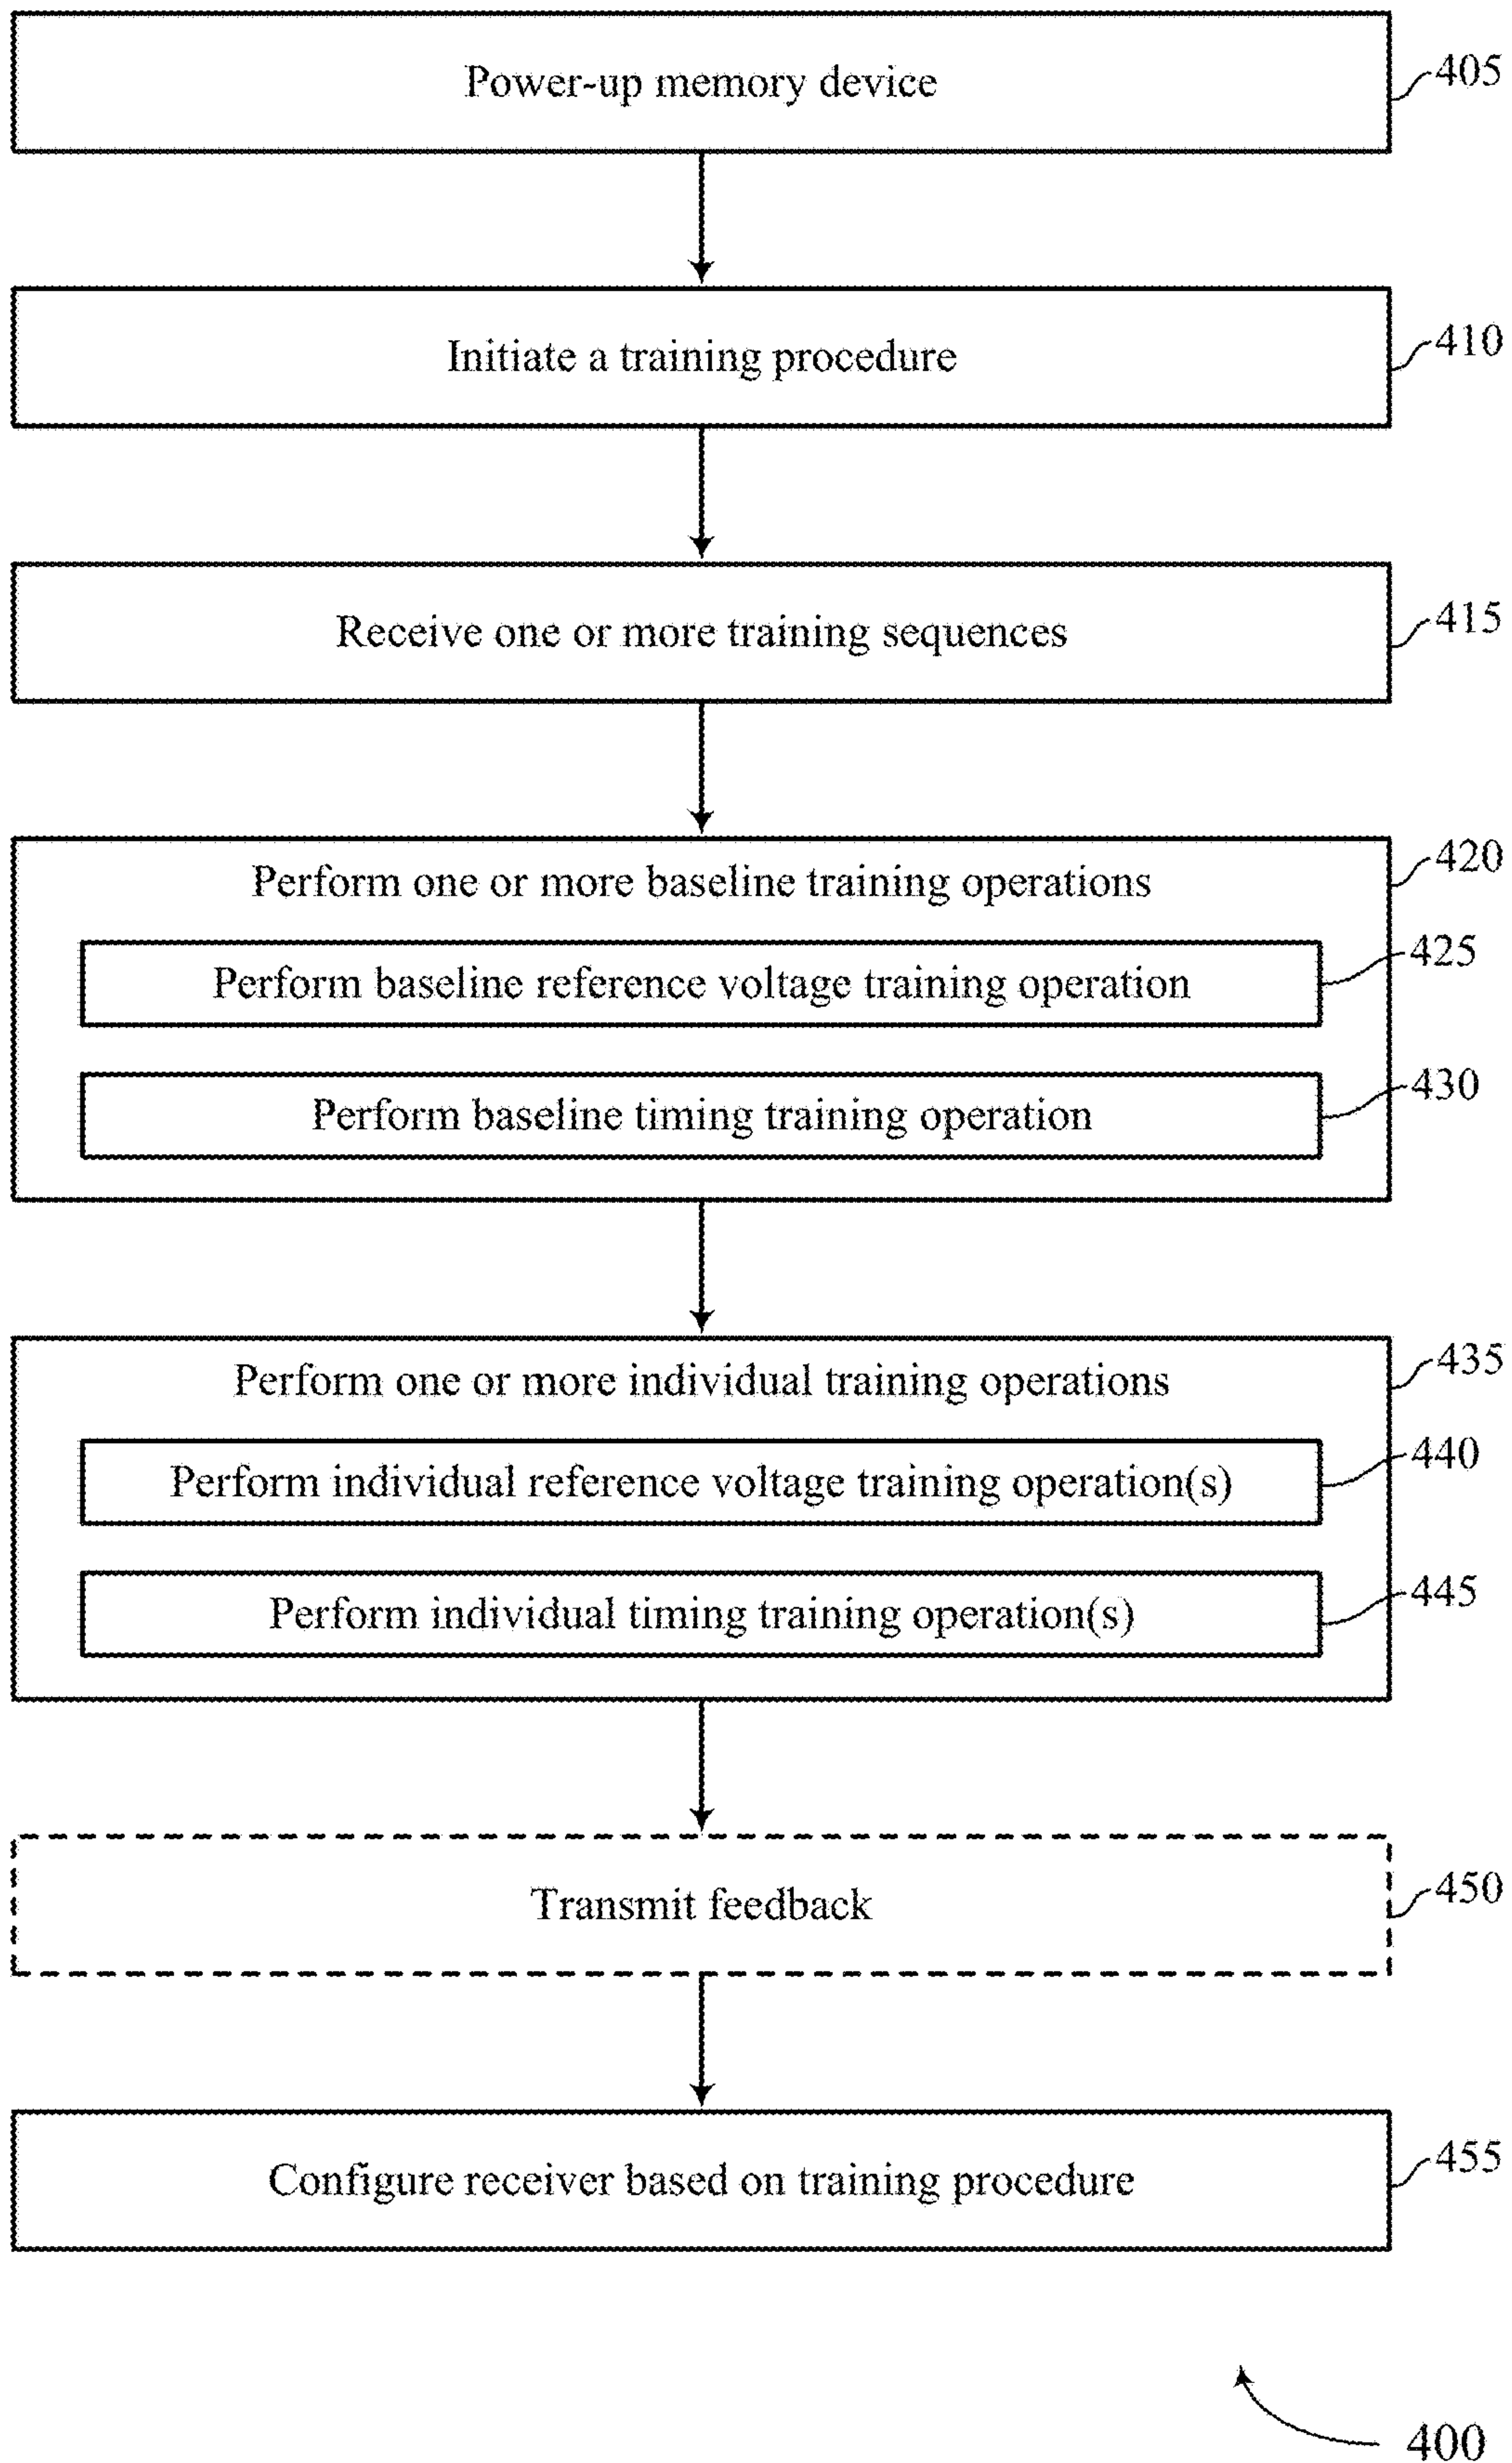 Power-up memory device
405
Initiate a training procedure
410
Receive one or more training sequences
415
Perform one or more baseline training operations
420
Perform baseline reference voltage training operation
425
Perform baseline timing training operation
430
Perform one or more individual training operations
435
Perform individual reference voltage training operation(s)
440
Perform individual timing training operation(s)
445
Transmit feedback
450
Configure receiver based on training procedure
455
400